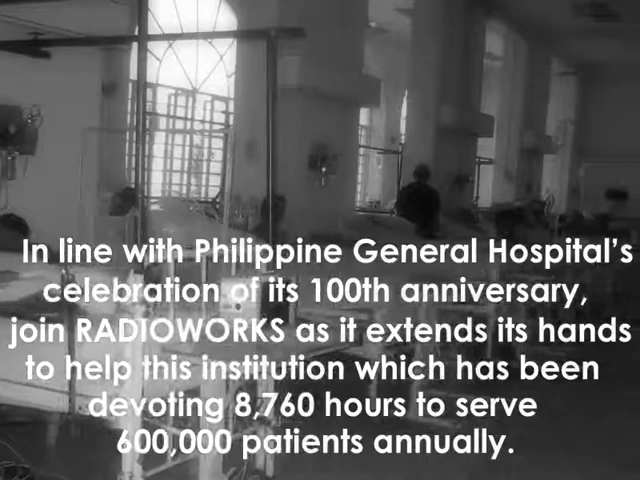 In line with Philippine General Hospital's
celebration of its 100th anniversary,
join RADIOWORKS as it extends its hands
to help this institution which has been
devoting 8,760 hours to serve
600,000 patients annually.